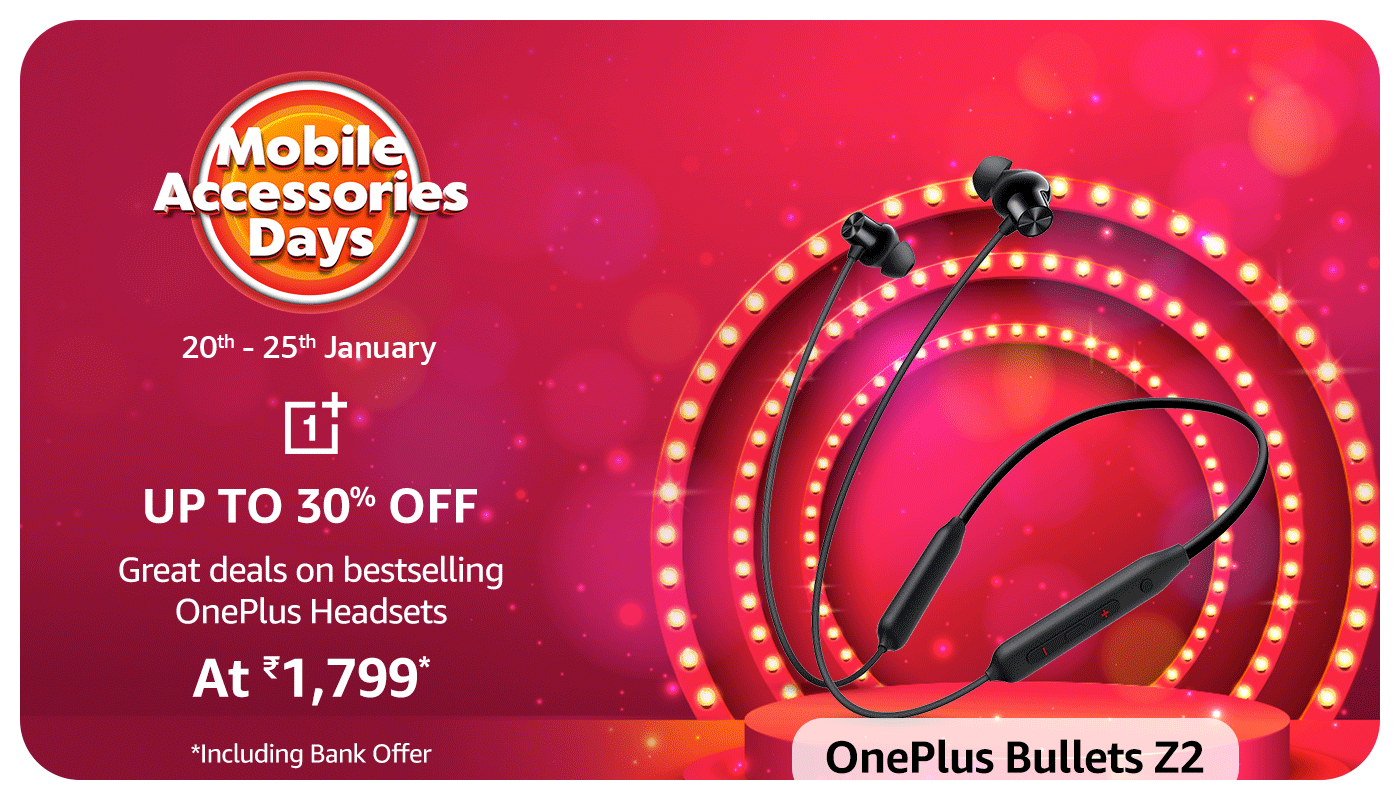 Mobile
Accessories
Days
20th - 25th January
1+
UP TO 30% OFF
Great deals on bestselling
OnePlus Headsets
At ₹1,799*
*Including Bank Offer
OnePlus Bullets Z2